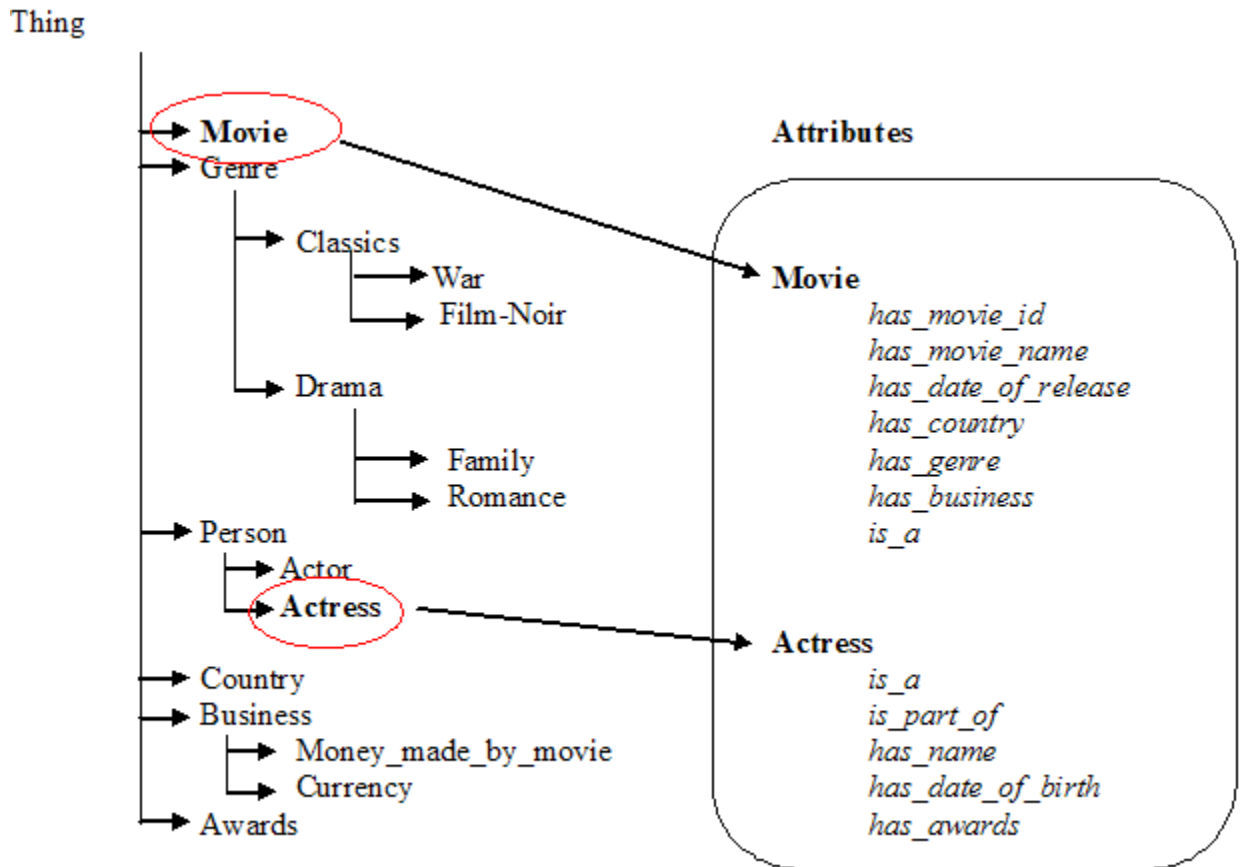 Thing
Movie
Genre
Classics
War
Film-Noir
Drama
Family
Romance
Person
Actor
Actress
Country
Business
Money_made_by_movie
Currency
Awards
Attributes
Movie
has_movie_id
has_movie_name
has_date_of_release
has_country
has_genre
has_business
is_a
Actress
is_a
is_part_of
has_name
has_date_of_birth
has_awards